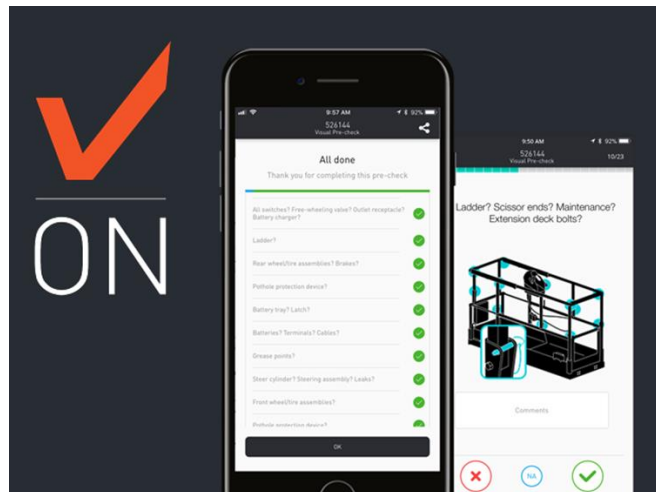 ON
9:57 AM
92%
526144
Visual Pre-check
All done
Thank you for completing this pre-check
All switches? Free-wheeling valve? Outlet receptacle?
Battery charger?
Ladder?
Rear wheel/tire assemblies? Brakes?
Pothole protection device?
Battery tray? Latch?
Batteries? Terminals? Cables?
Grease points?
Steer cylinder? Steering assembly? Leaks?
Front wheel/tire assemblies?
Pothole protection device?
OK
9:50 AM
92%
526144
Visual Pre-check
10/23
Ladder? Scissor ends? Maintenance?
Extension deck bolts?
Comments
NA